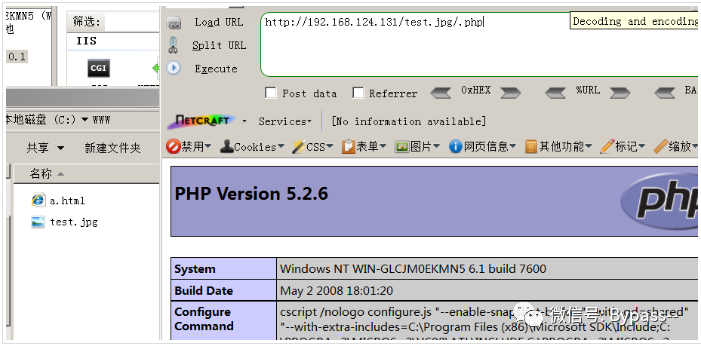 EKMN5 (W
地
0.1
筛选:
IIS
CGI
Load URL
Split URL
Execute
http://192.168.124.131/test.jpg/.php
Decoding and encoding
Post data
Referrer
0xHEX
%URL
BA
NETCRAFT
Services
[No information available]
禁用 Cookies CSS 表单 图片 网页信息 其他功能 标记 缩放
本地磁盘 (C:) WWW
共享 新建文件夹
名称
a.html
test.jpg
PHP Version 5.2.6
php
System Windows NT WIN-GLCJM0EKMN5 6.1 build 7600
Build Date May 2 2008 18:01:20
Configure Command cscript /nologo configure.js "--enable-snapshot-build" "--with-gd=shared"
"--with-extra-includes=C:\Program Files (x86)\Microsoft SDK\Include;C:
微信号: Bypass--